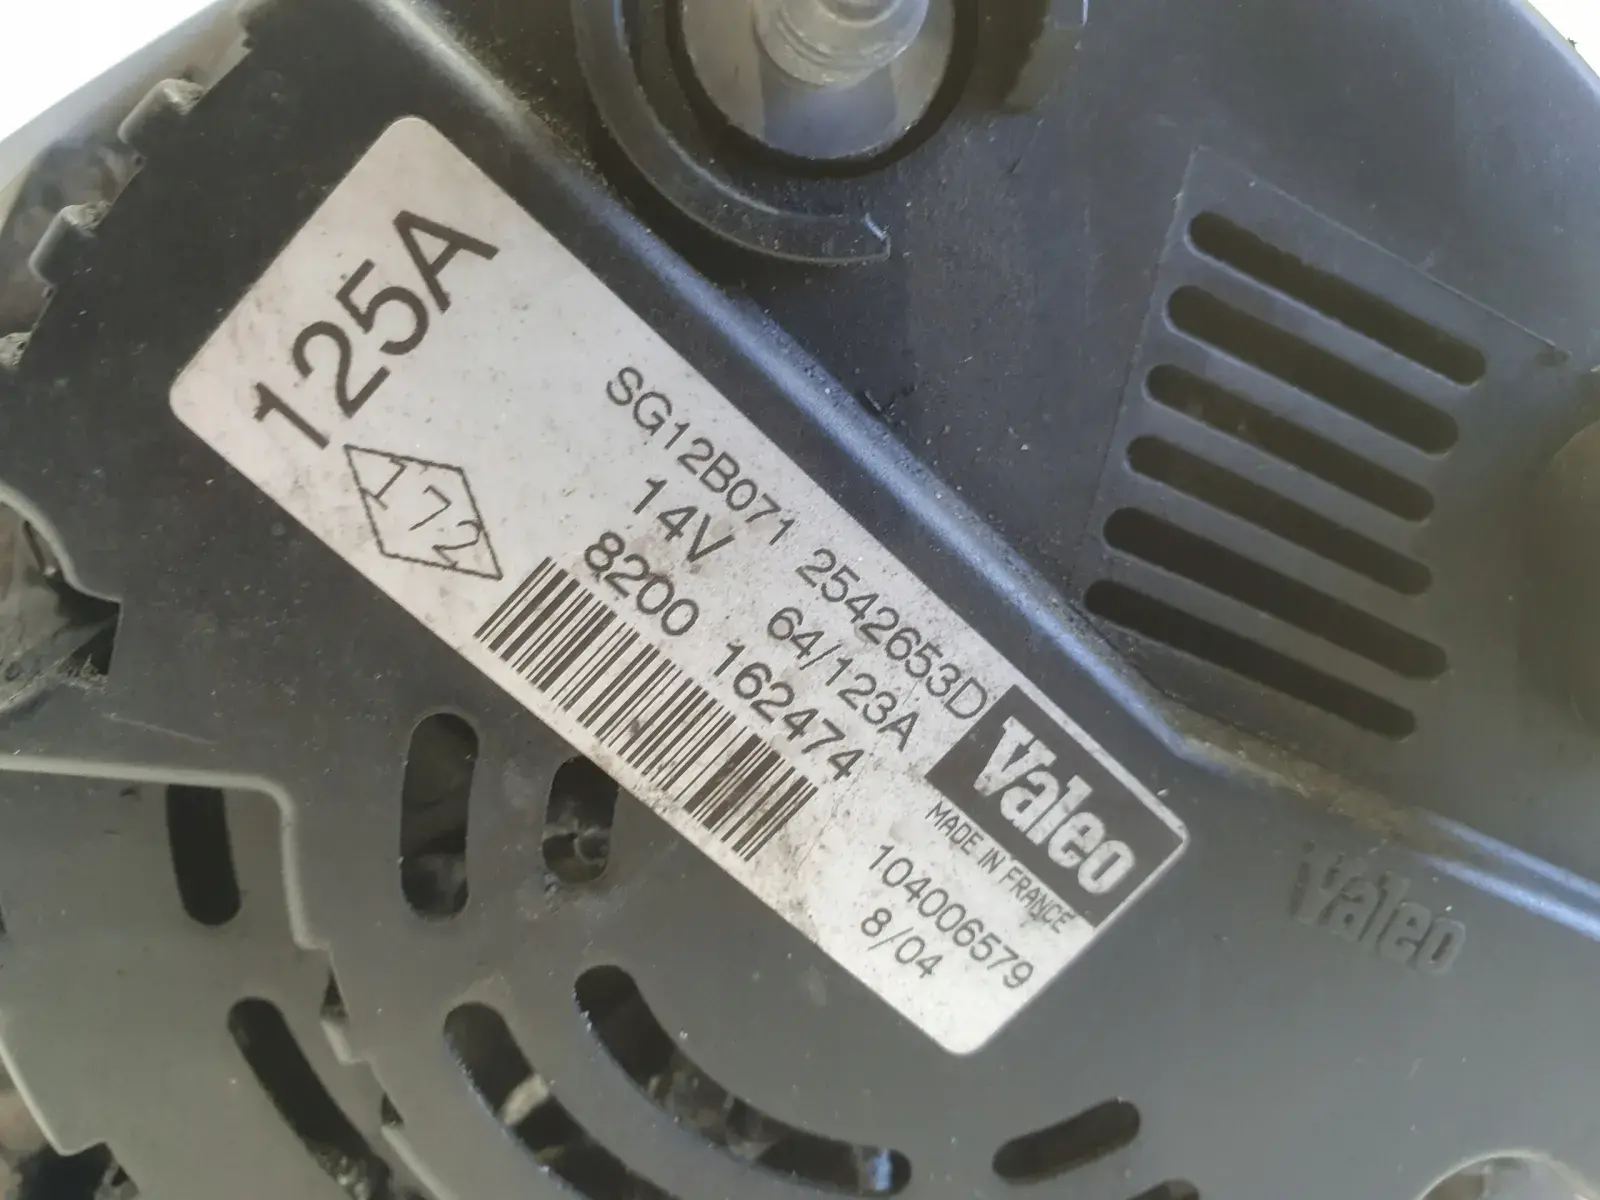 125A
172
SG12B071 2542653D
14V 64/123A
8200 162474
Valeo
MADE IN FRANCE
104006579
8/04
Valeo